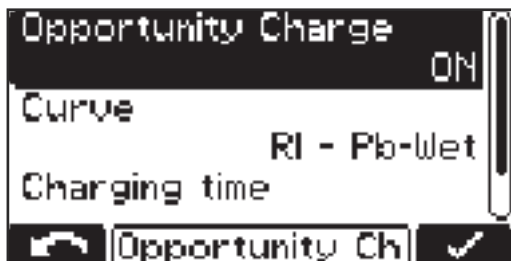 Opportunity Charge
ON
Curve
RI - Pb-Wet
Charging time
Opportunity Ch